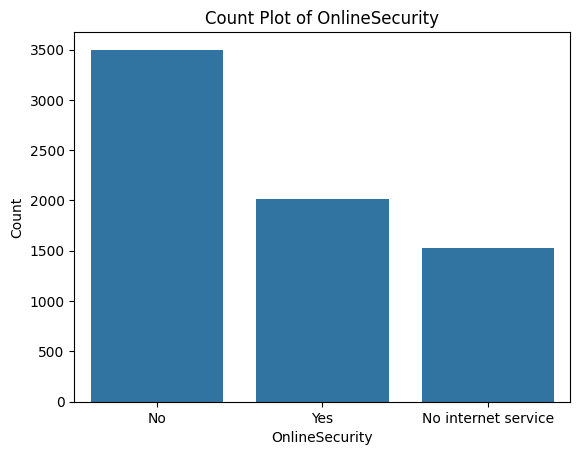 Count Plot of OnlineSecurity
3500
3000
2500
2000
1500
1000
500
0
Count
No
Yes
No internet service
OnlineSecurity